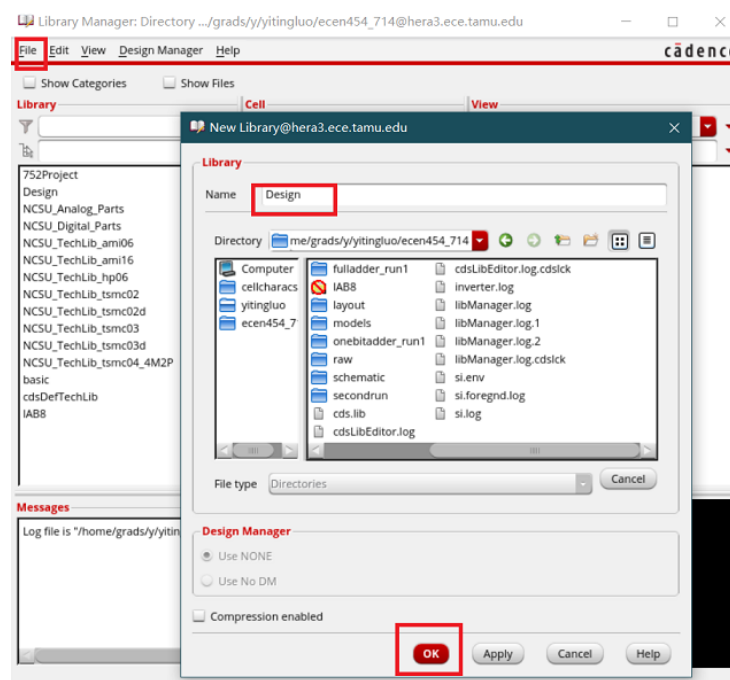 Library Manager: Directory .../grads/y/yitingluo/ecen454_714@hera3.ece.tamu.edu
File Edit View Design Manager Help
cādence
Show Categories Show Files
Library Cell View
752Project
Design
NCSU_Analog_Parts
NCSU_Digital_Parts
NCSU_TechLib_ami06
NCSU_TechLib_ami16
NCSU_TechLib_hp06
NCSU_TechLib_tsmc02
NCSU_TechLib_tsmc02d
NCSU_TechLib_tsmc03
NCSU_TechLib_tsmc03d
NCSU_TechLib_tsmc04_4M2P
basic
cdsDefTechLib
IAB8
Messages
Log file is "/home/grads/y/yitin
New Library@hera3.ece.tamu.edu
Library
Name Design
Directory me/grads/y/yitingluo/ecen454_714
Computer
cellcharacs
yitingluo
ecen454_7
fulladder_run1
IAB8
layout
models
onebitadder_run1
raw
schematic
secondrun
cds.lib
cdsLibEditor.log
cdsLibEditor.log.cdslck
inverter.log
libManager.log
libManager.log.1
libManager.log.2
libManager.log.cdslck
si.env
si.foregnd.log
si.log
File type Directories Cancel
Design Manager
Use NONE
Use No DM
Compression enabled
OK Apply Cancel Help